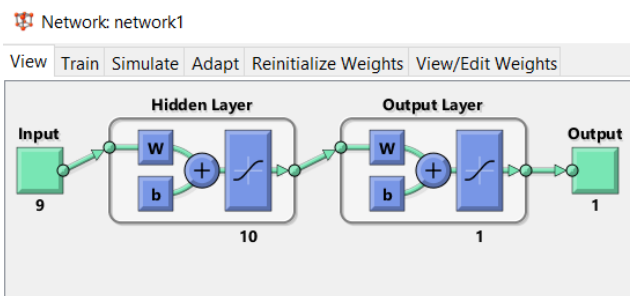 Network: network1
View Train Simulate Adapt Reinitialize Weights View/Edit Weights
Hidden Layer Output Layer
Input Output
W W
b b
9 1
10 1